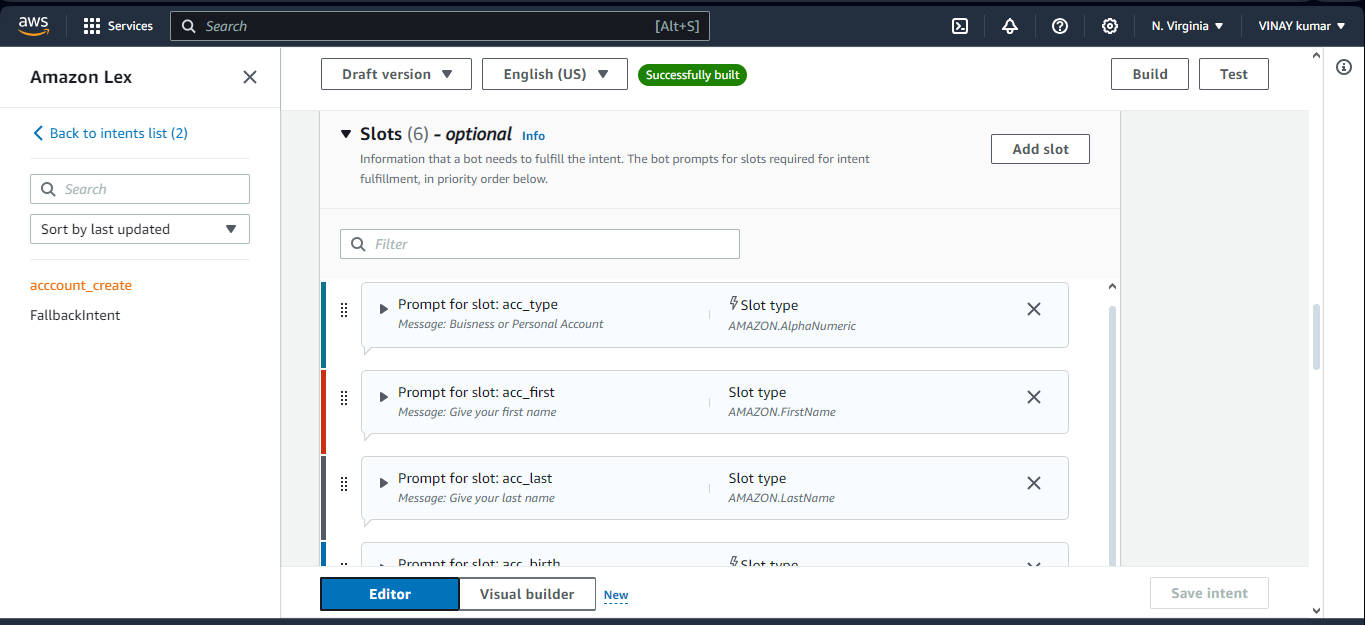 aws
Services
Search
[Alt+S]
N. Virginia
VINAY kumar
Amazon Lex
Back to intents list (2)
Search
Sort by last updated
acccount_create
FallbackIntent
Draft version
English (US)
Successfully built
Build
Test
Slots (6) - optional Info
Information that a bot needs to fulfill the intent. The bot prompts for slots required for intent
fulfillment, in priority order below.
Add slot
Filter
Prompt for slot: acc_type
Message: Buisness or Personal Account
Slot type
AMAZON.AlphaNumeric
Prompt for slot: acc_first
Message: Give your first name
Slot type
AMAZON.FirstName
Prompt for slot: acc_last
Message: Give your last name
Slot type
AMAZON.LastName
Prompt for slot: acc_birth
Slot type
Editor
Visual builder
New
Save intent